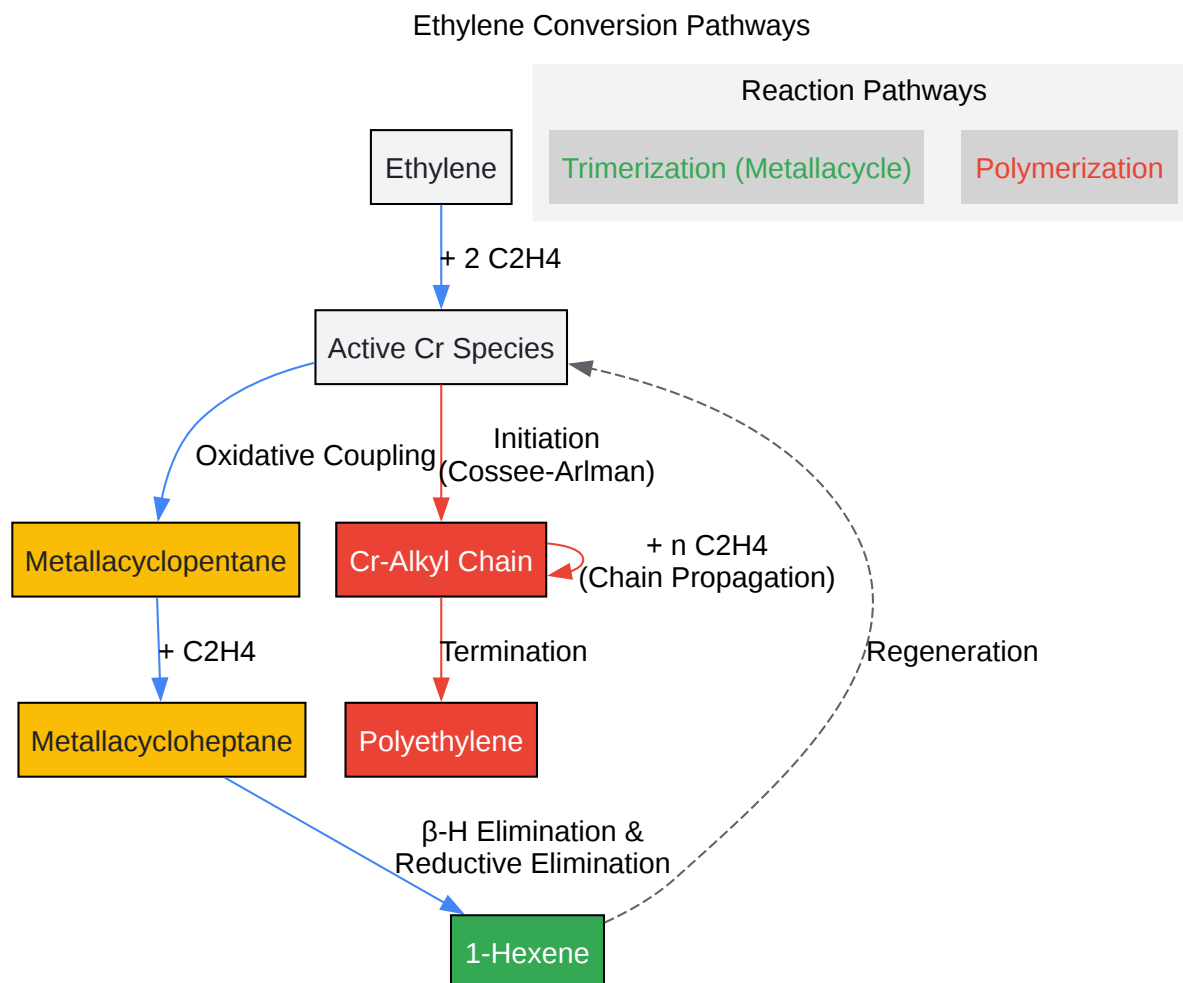 Ethylene Conversion Pathways
Reaction Pathways
Trimerization (Metallacycle)
Polymerization
Ethylene
+ 2 C2H4
Active Cr Species
Oxidative Coupling
Initiation
(Cossee-Arlman)
Metallacyclopentane
Cr-Alkyl Chain
+ n C2H4
(Chain Propagation)
+ C2H4
Termination
Regeneration
Metallacycloheptane
Polyethylene
β-H Elimination &
Reductive Elimination
1-Hexene